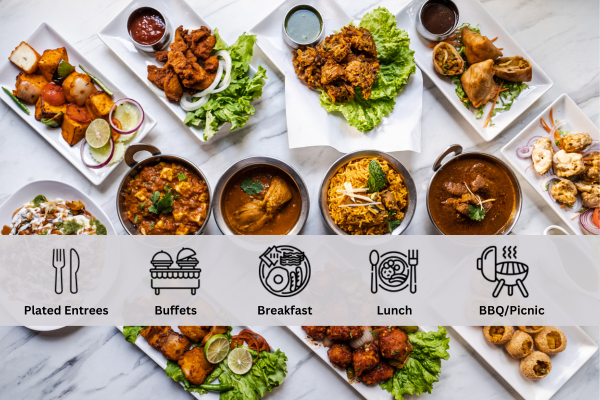 Plated Entrees
Buffets
Breakfast
Lunch
BBQ/Picnic